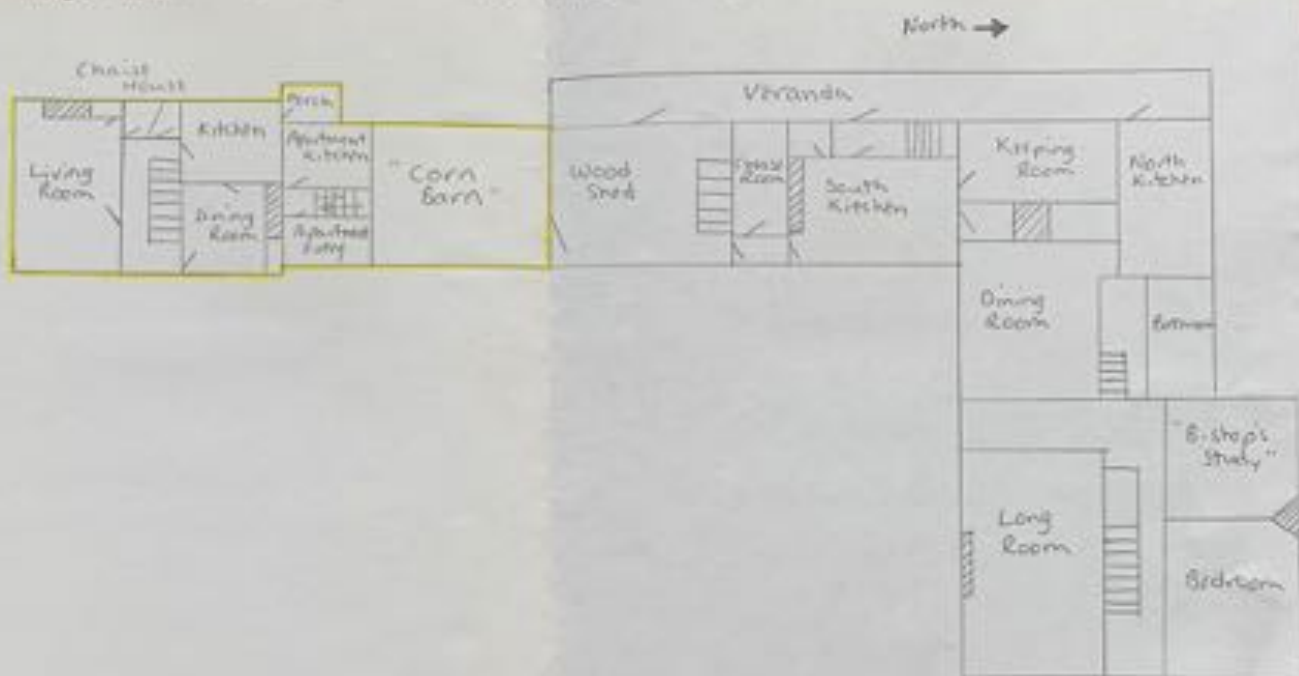 North
Chaise
House
Porch
Veranda
Kitchen
Apartment
Kitchen
Living
Room
"Corn
Barn"
Wood
Shed
Room
South
Kitchen
Keeping
Room
North
Kitchen
Dining
Room
Apartment
Entry
Dining
Room
"Bishop's
Study"
Long
Room
Bedroom